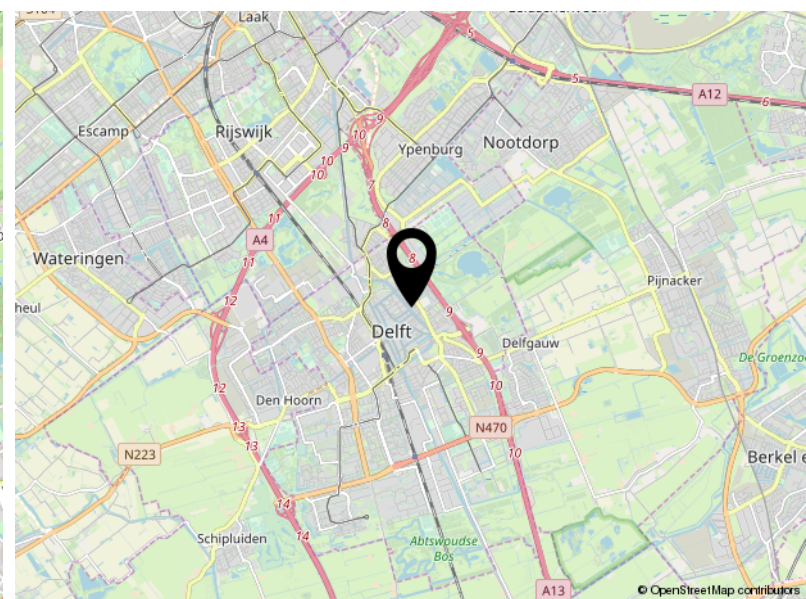 Laak
5
5
A12
6
Escamp
Rijswijk
9
10
9
10
10
Ypenburg
Nootdorp
7
11
8
A4
11
8
Wateringen
12
Pijnacker
9
heul
Delft
Delfgauw
9
12
10
De Groenzo
Den Hoorn
13
13
N470
N223
10
Berkel e
14
14
Schipluiden
Abtswoudse
Bos
A13
© OpenStreetMap contributors